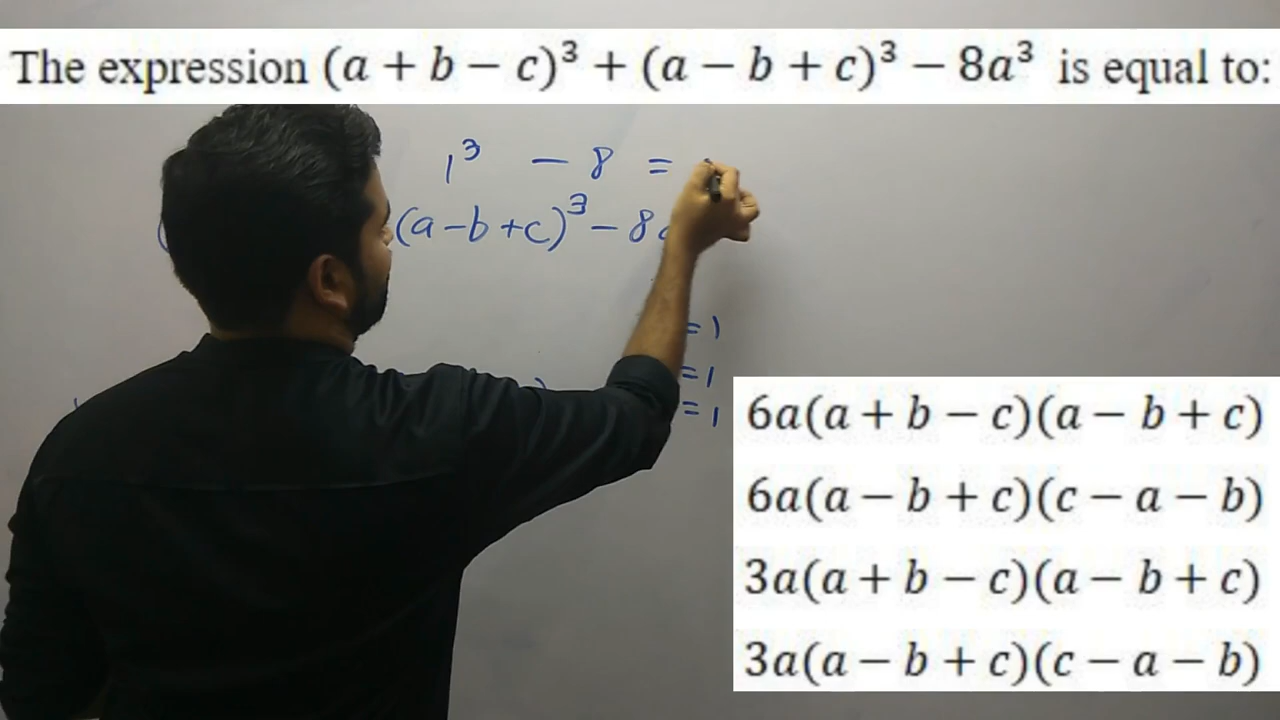 The expression (a + b − c)³ + (a − b + c)³ − 8a³ is equal to:
1³ − 8 =
(a−b+c)³ − 8
=1
=1
=1
6a(a + b − c)(a − b + c)
6a(a − b + c)(c − a − b)
3a(a + b − c)(a − b + c)
3a(a − b + c)(c − a − b)